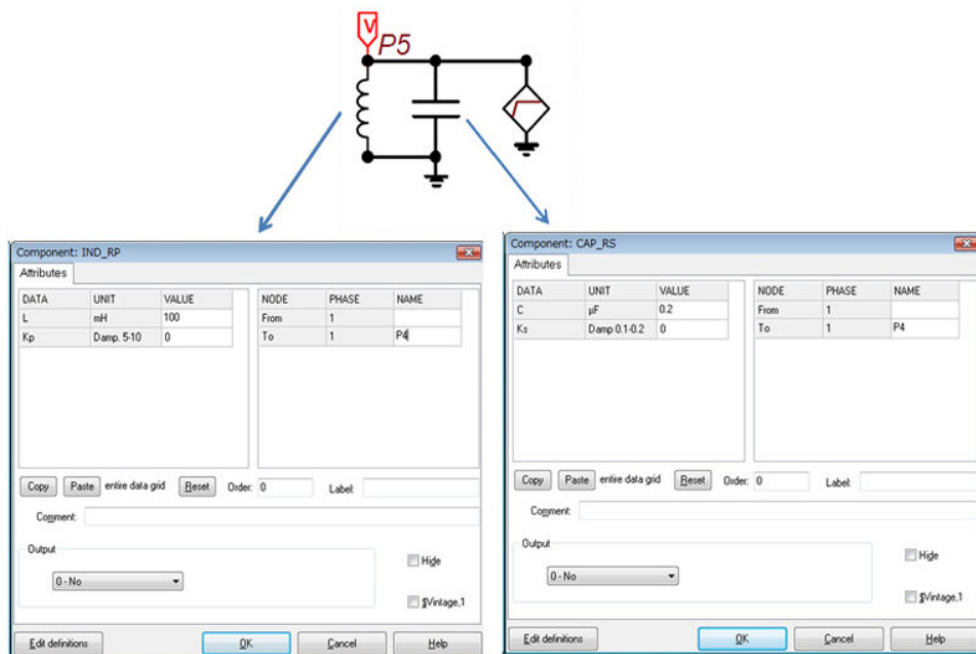 V
P5
Component: IND_RP
Attributes
DATA UNIT VALUE
L mH 100
Kp Damp. 5-10 0
NODE PHASE NAME
From 1
To 1 P4
Copy Paste entire data grid Reset Order: 0 Label:
Comment:
Output
0 - No
Hide
$Vintage,1
Edit definitions OK Cancel Help
Component: CAP_RS
Attributes
DATA UNIT VALUE
C µF 0.2
Ks Damp 0.1-0.2 0
NODE PHASE NAME
From 1
To 1 P4
Copy Paste entire data grid Reset Order: 0 Label:
Comment:
Output
0 - No
Hide
$Vintage,1
Edit definitions OK Cancel Help